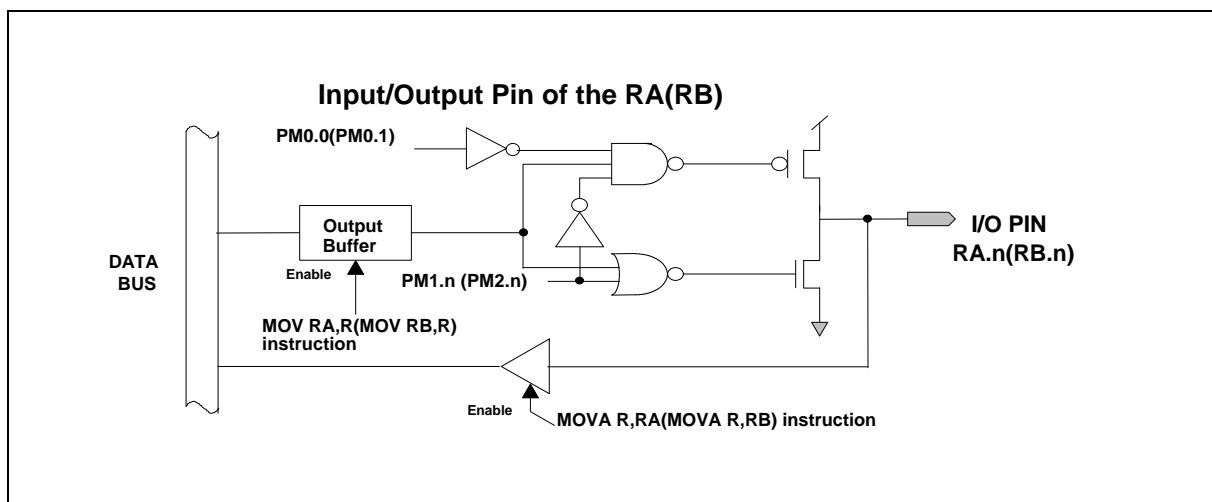 Input/Output Pin of the RA(RB)
PM0.0(PM0.1)
Output
Buffer
I/O PIN
RA.n(RB.n)
DATA
BUS
Enable
PM1.n (PM2.n)
MOV RA,R(MOV RB,R)
instruction
Enable
MOVA R,RA(MOVA R,RB) instruction